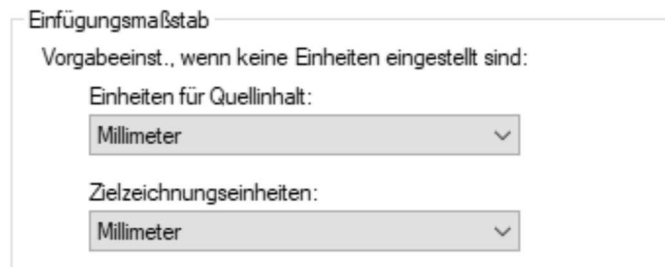 Einfügungsmaßstab
Vorgabeeinst., wenn keine Einheiten eingestellt sind:
Einheiten für Quellinhalt:
Millimeter
Zielzeichnungseinheiten:
Millimeter